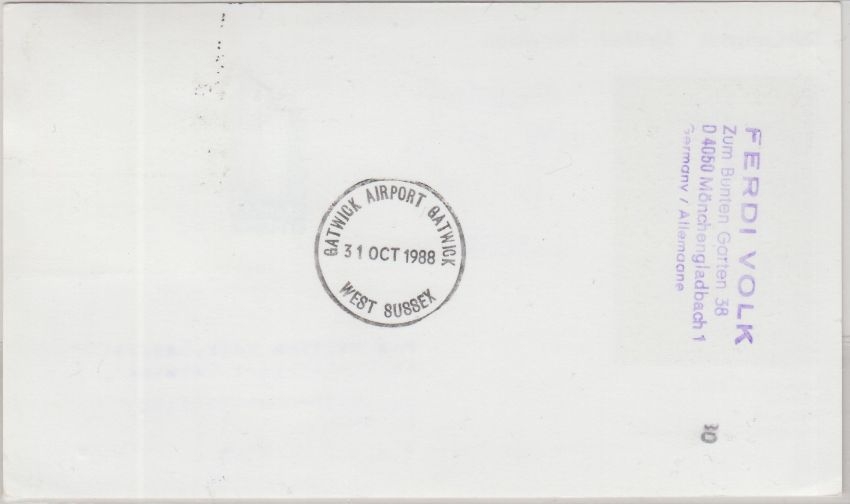 GATWICK AIRPORT GATWICK
31 OCT 1988
WEST SUSSEX
FERDI VOLK
Zum Bunten Garten 38
D 4050 Mönchengladbach 1
Germany / Allemagne